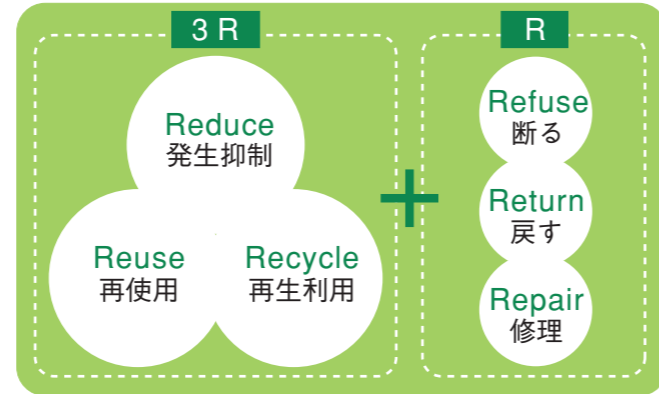 3 R
Reduce
発生抑制
Reuse
再使用
Recycle
再生利用
+
R
Refuse
断る
Return
戻す
Repair
修理